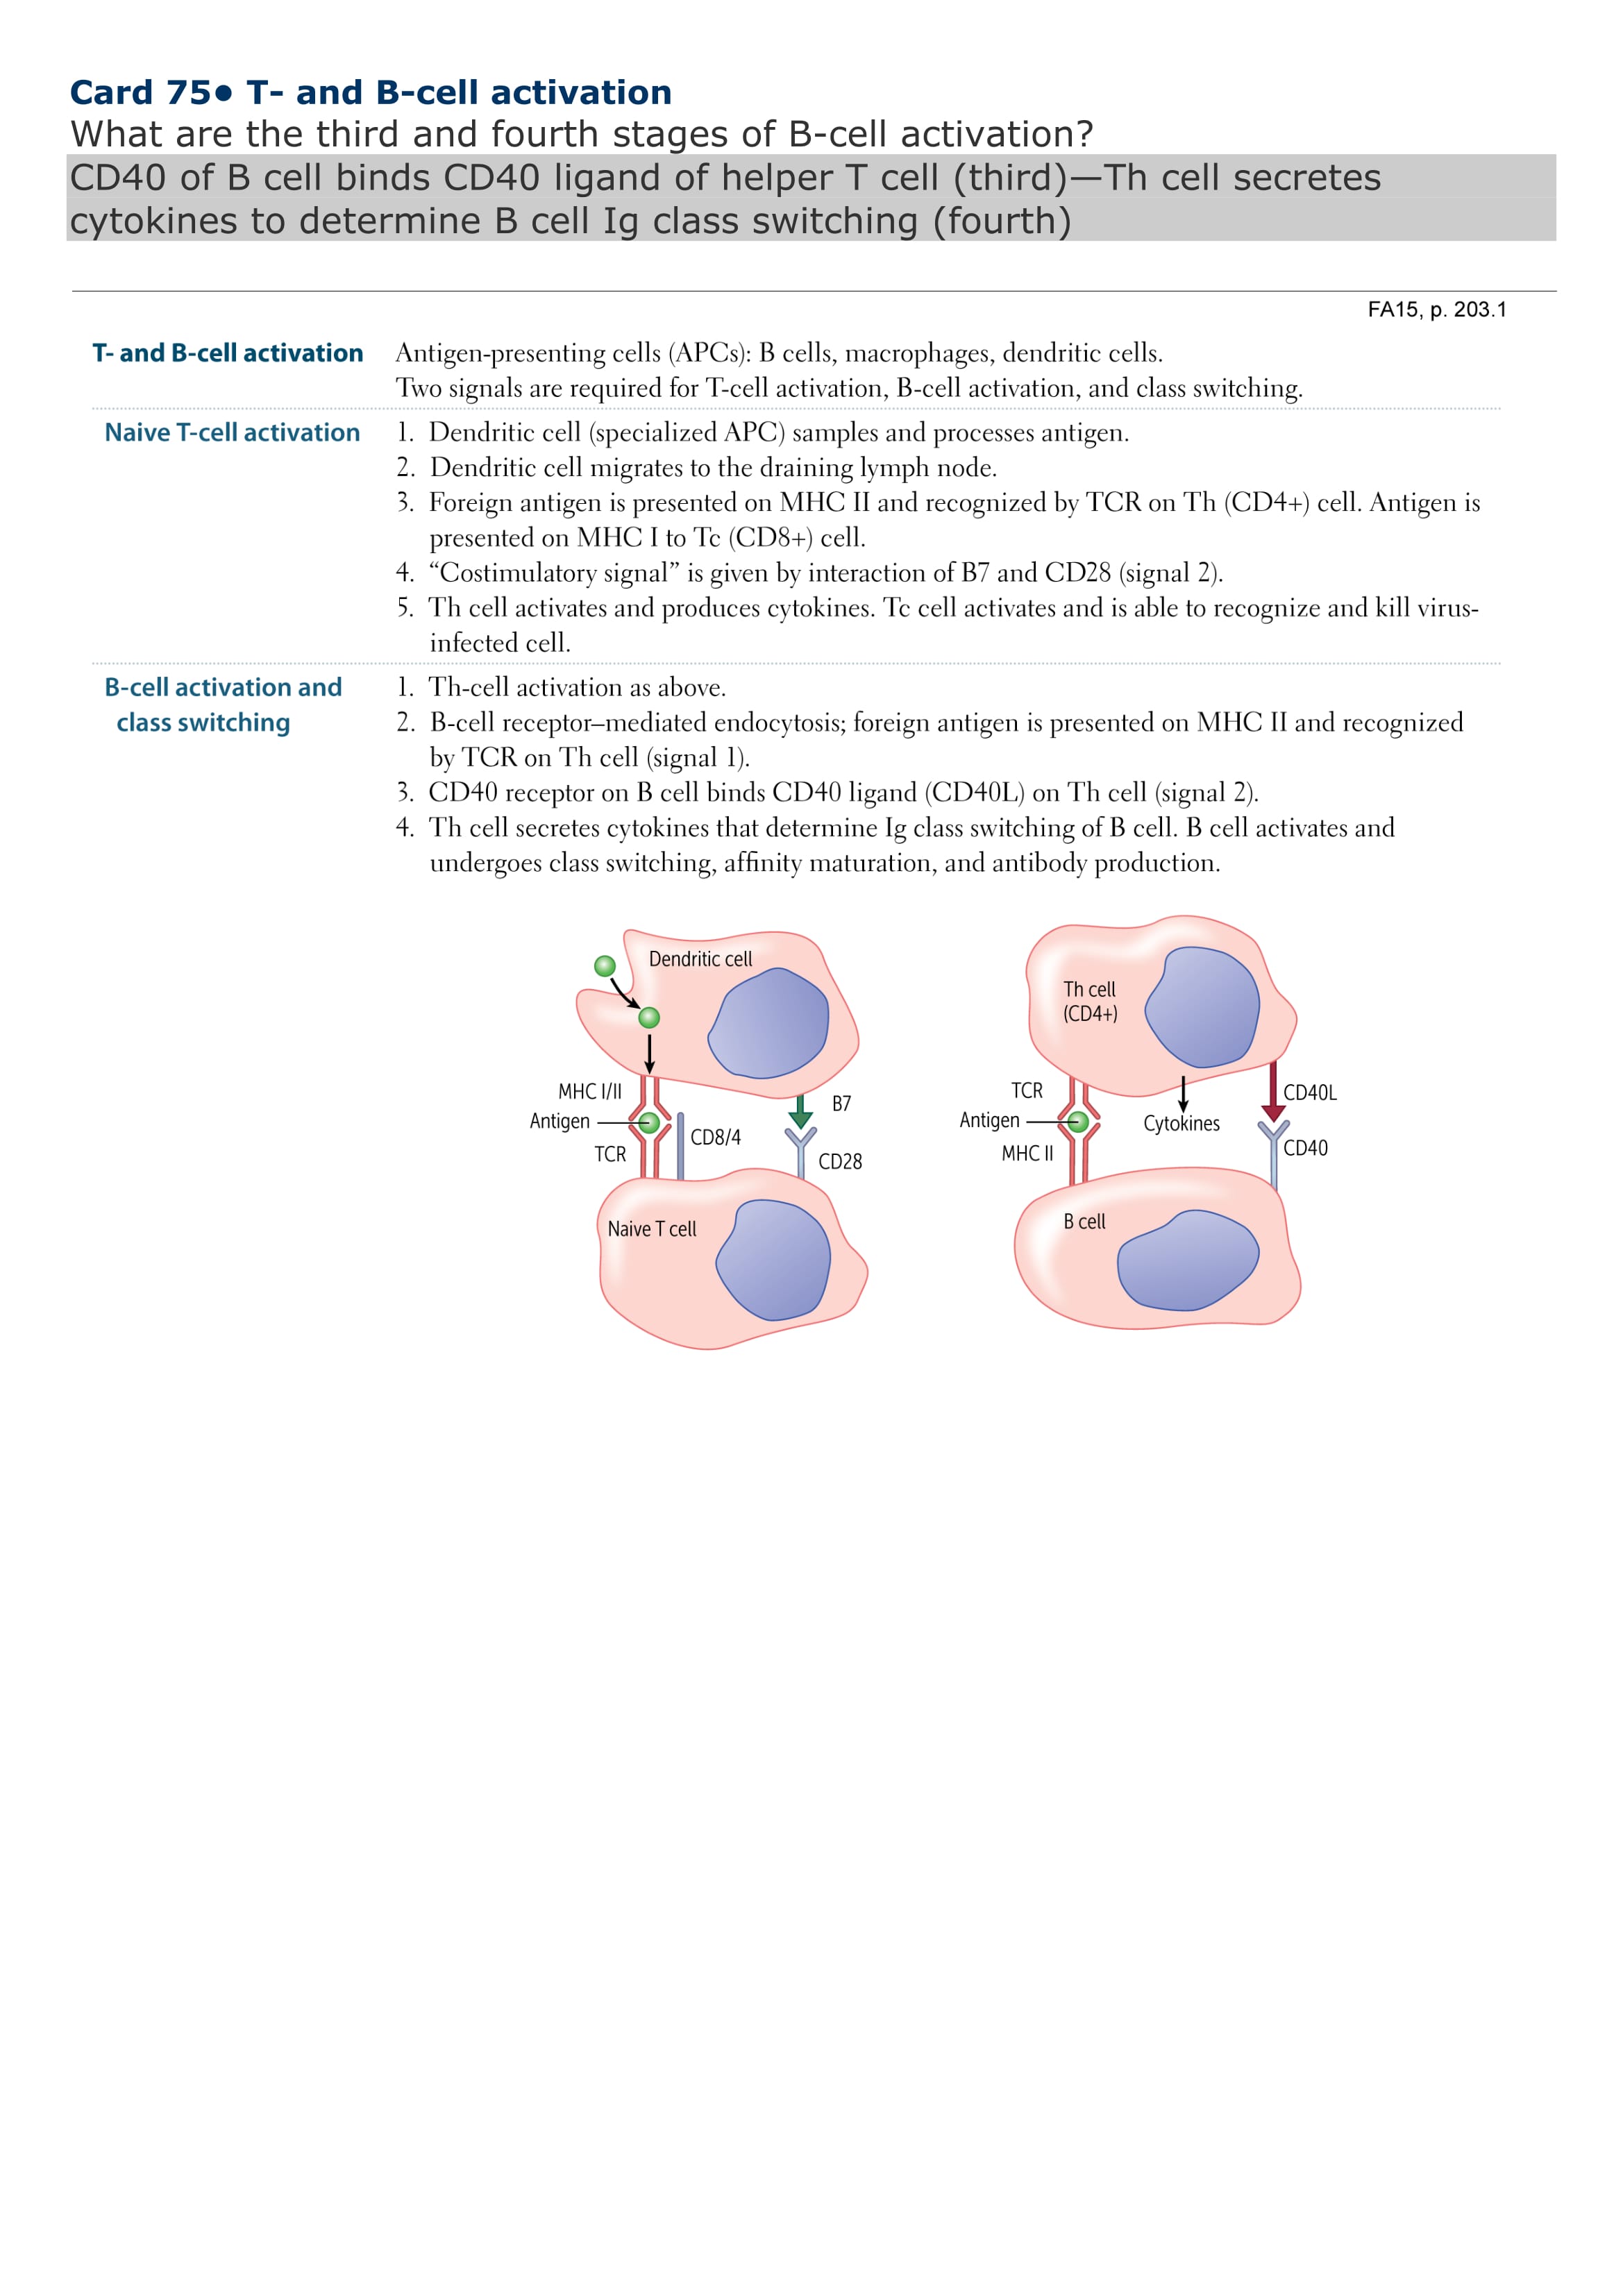 Card 75● T- and B-cell activation
What are the third and fourth stages of B-cell activation?
CD40 of B cell binds CD40 ligand of helper T cell (third)—Th cell secretes
cytokines to determine B cell Ig class switching (fourth)
FA15, p. 203.1
T- and B-cell activation
Antigen-presenting cells (APCs): B cells, macrophages, dendritic cells.
Two signals are required for T-cell activation, B-cell activation, and class switching.
Naive T-cell activation
1. Dendritic cell (specialized APC) samples and processes antigen.
2. Dendritic cell migrates to the draining lymph node.
3. Foreign antigen is presented on MHC II and recognized by TCR on Th (CD4+) cell. Antigen is
presented on MHC I to Tc (CD8+) cell.
4. “Costimulatory signal” is given by interaction of B7 and CD28 (signal 2).
5. Th cell activates and produces cytokines. Tc cell activates and is able to recognize and kill virus-
infected cell.
B-cell activation and
class switching
1. Th-cell activation as above.
2. B-cell receptor–mediated endocytosis; foreign antigen is presented on MHC II and recognized
by TCR on Th cell (signal 1).
3. CD40 receptor on B cell binds CD40 ligand (CD40L) on Th cell (signal 2).
4. Th cell secretes cytokines that determine Ig class switching of B cell. B cell activates and
undergoes class switching, affinity maturation, and antibody production.
Dendritic cell
MHC I/II
B7
Antigen
CD8/4
TCR
CD28
Naive T cell
Th cell
(CD4+)
TCR
CD40L
Antigen
Cytokines
MHC II
CD40
B cell